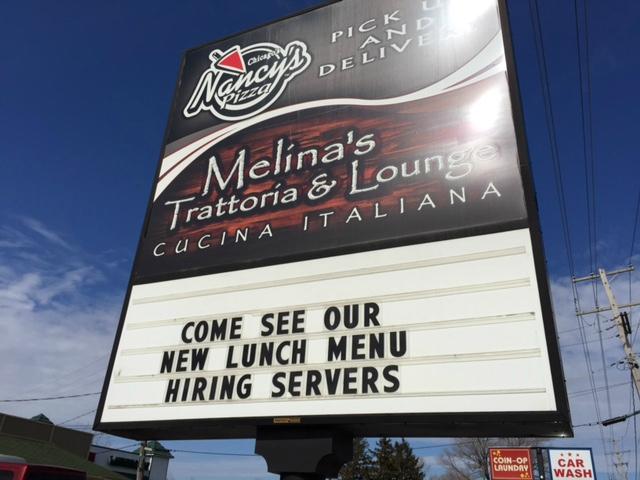 Chicago's
Nancy's
Pizza
PICK UP
AND
DELIVERY
Melina's
Trattoria & Lounge
CUCINA ITALIANA
COME SEE OUR
NEW LUNCH MENU
HIRING SERVERS
COIN-OP
LAUNDRY
CAR
WASH